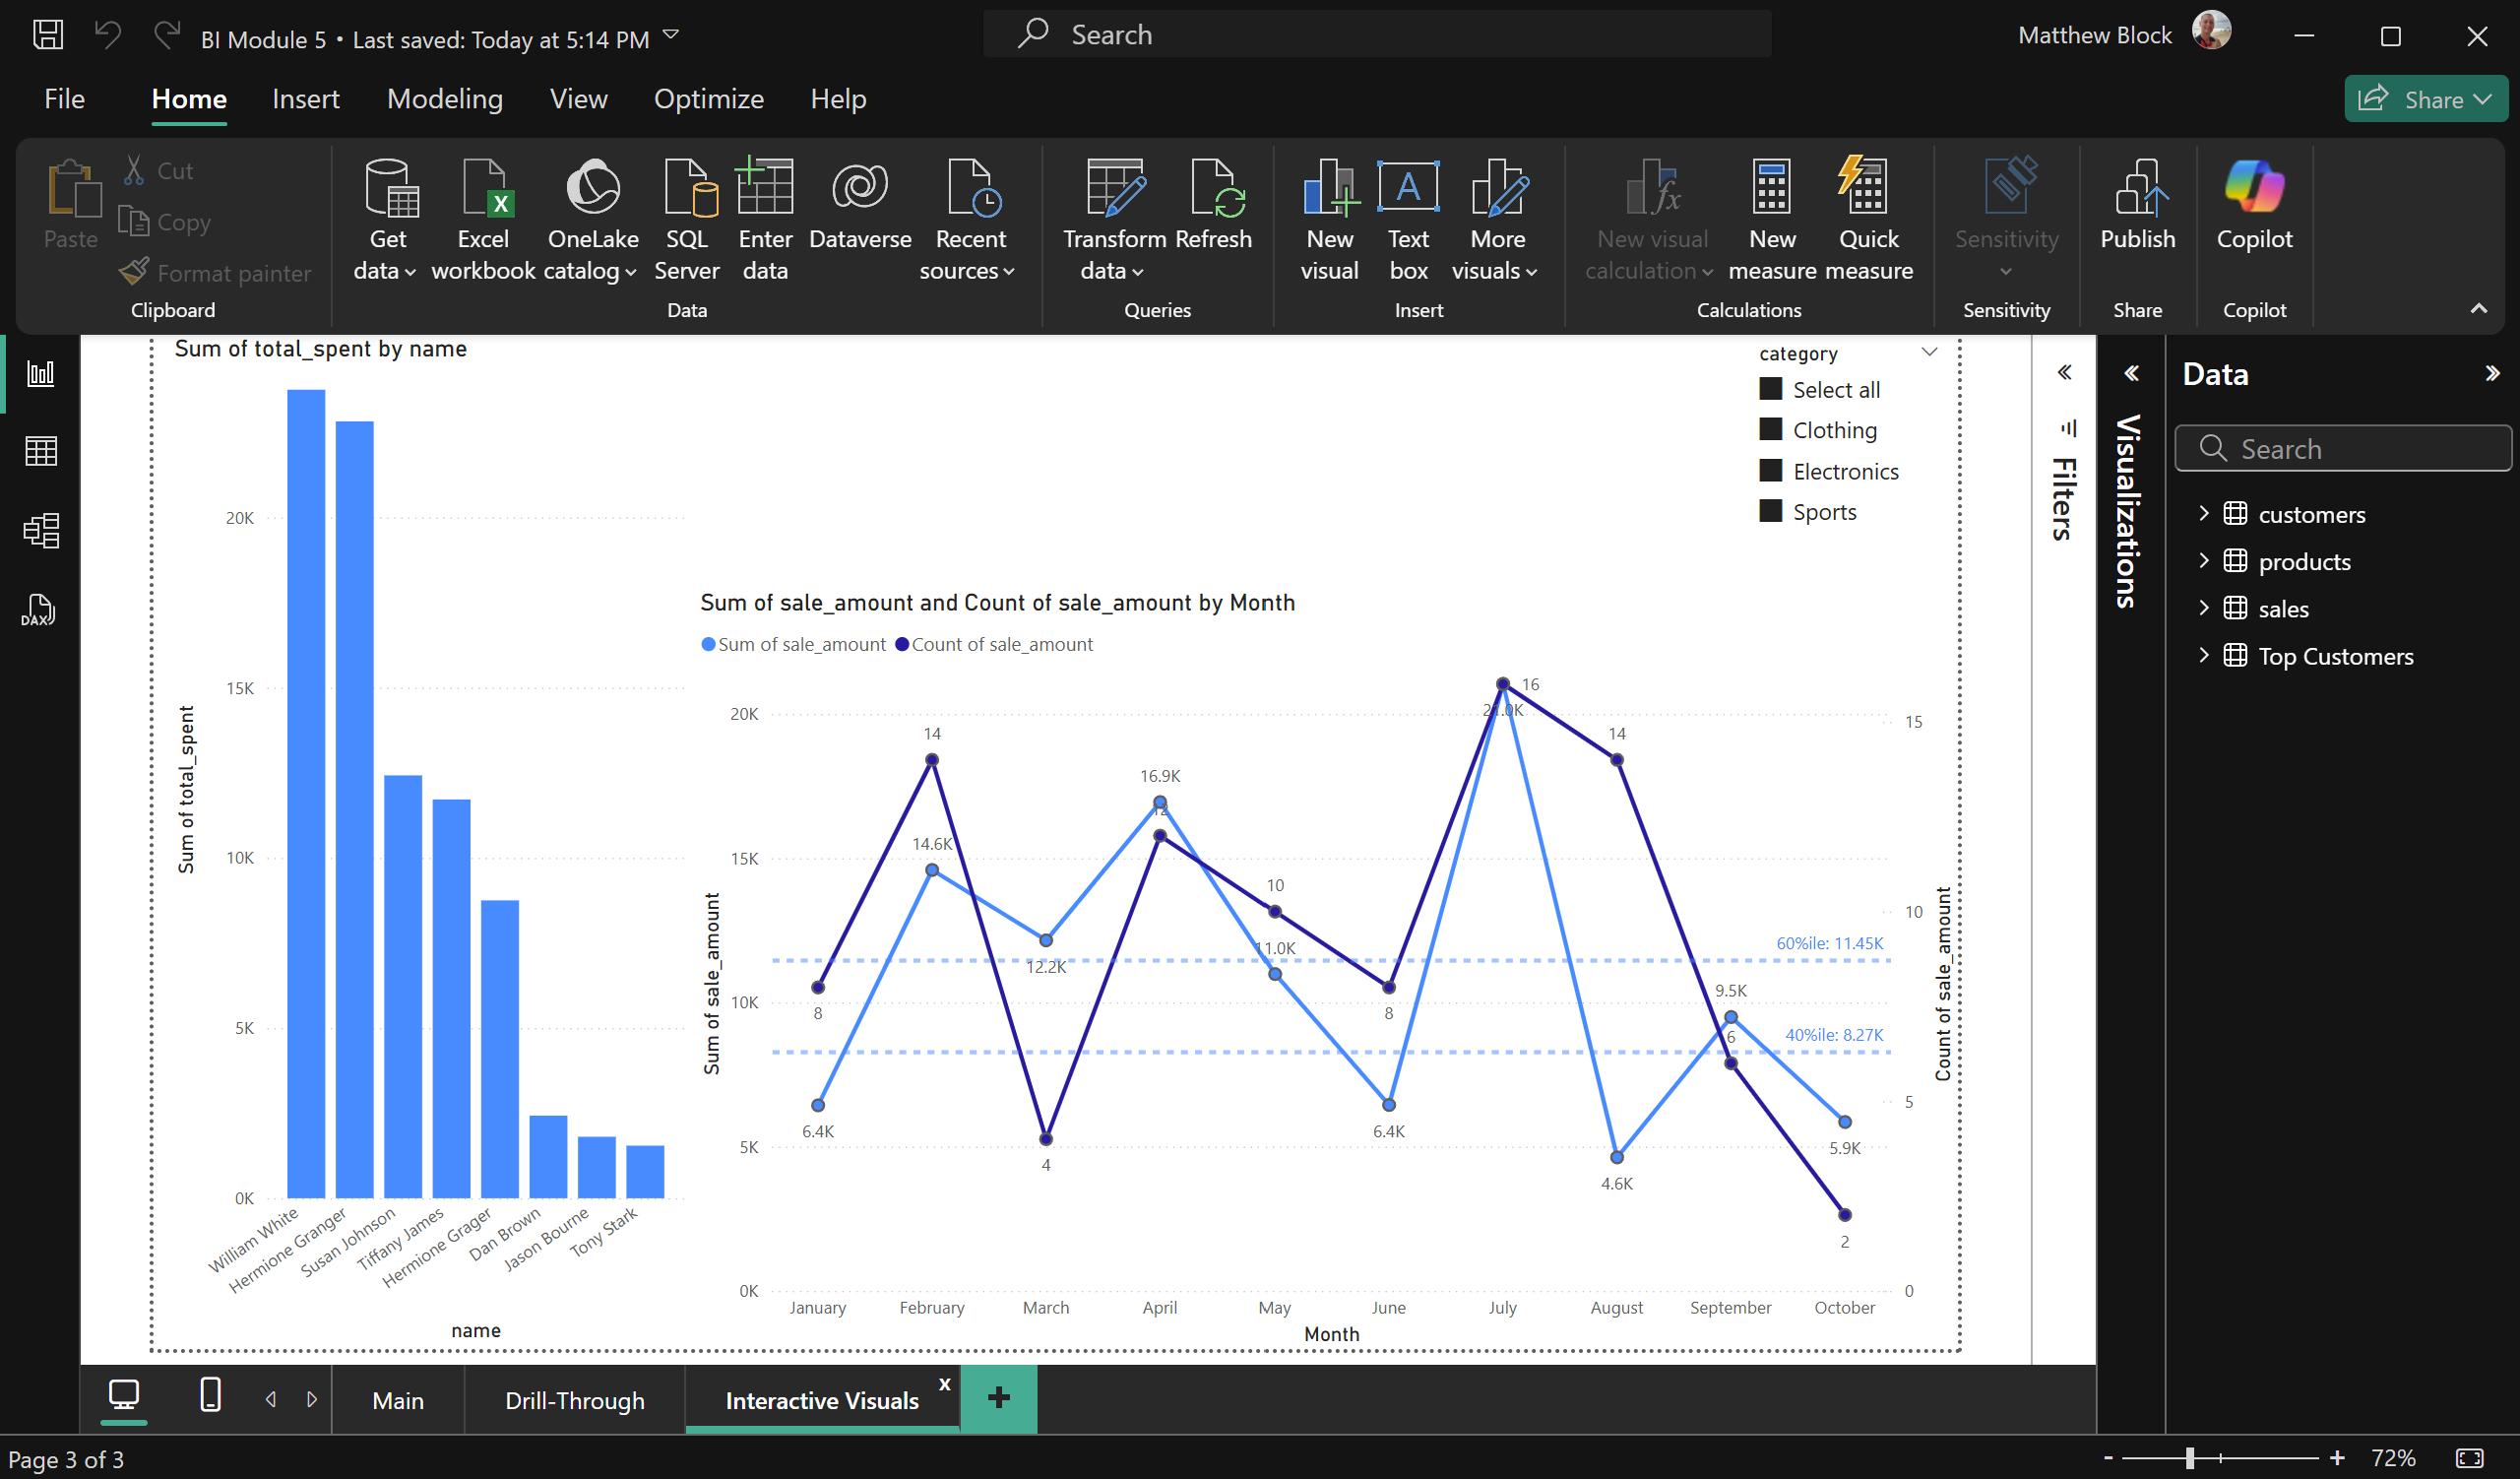 BI Module 5 • Last saved: Today at 5:14 PM
Search
Matthew Block
File Home Insert Modeling View Optimize Help
Share
Paste
Cut
Copy
Format painter
Clipboard
Get data
Excel workbook
OneLake catalog
SQL Server
Enter data
Dataverse
Recent sources
Data
Transform data
Refresh
Queries
New visual
Text box
More visuals
Insert
New visual calculation
New measure
Quick measure
Calculations
Sensitivity
Sensitivity
Publish
Share
Copilot
Copilot
DAX
Sum of total_spent by name
Sum of total_spent
20K
15K
10K
5K
0K
William White
Hermione Granger
Susan Johnson
Tiffany James
Hermione Grager
Dan Brown
Jason Bourne
Tony Stark
name
category
Select all
Clothing
Electronics
Sports
Sum of sale_amount and Count of sale_amount by Month
Sum of sale_amount Count of sale_amount
Sum of sale_amount
20K
15K
10K
5K
0K
8
14
4
12
10
8
16
14
6
2
6.4K
14.6K
12.2K
16.9K
11.0K
6.4K
21.0K
4.6K
9.5K
5.9K
60%ile: 11.45K
40%ile: 8.27K
15
10
5
0
Count of sale_amount
January February March April May June July August September October
Month
Filters
Visualizations
Data
Search
customers
products
sales
Top Customers
Main
Drill-Through
Interactive Visuals
x
+
Page 3 of 3
- + 72%